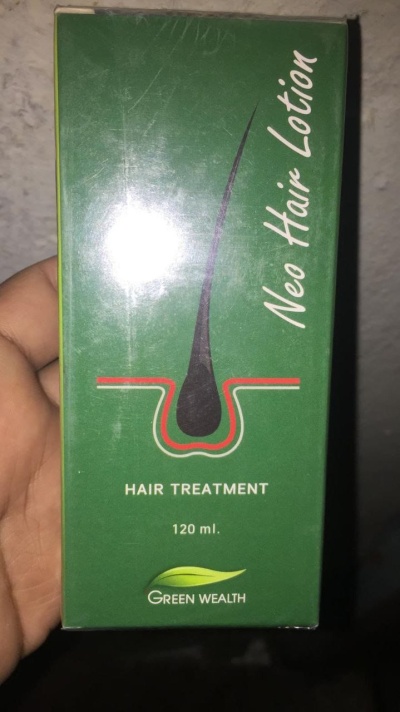 Neo Hair Lotion
HAIR TREATMENT
120 ml.
GREEN WEALTH